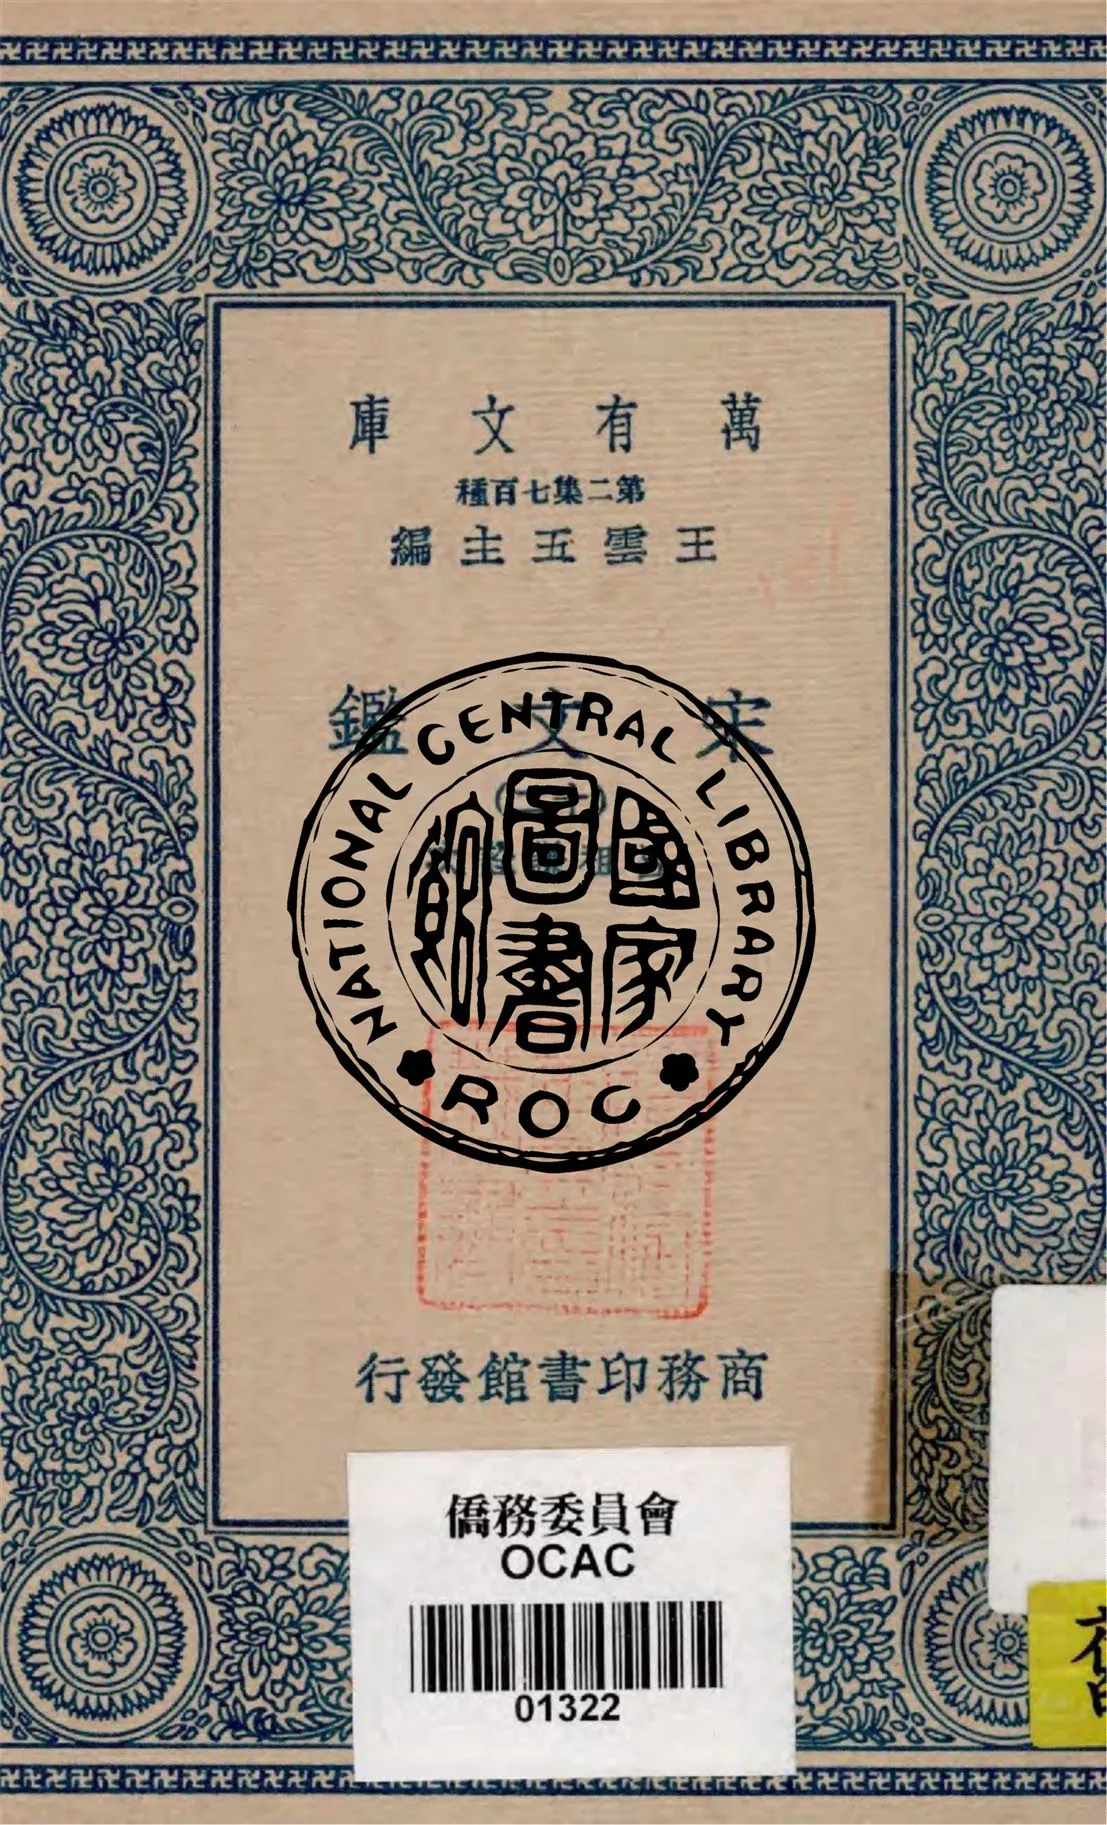 萬有文庫
第二集七百種
王雲五主編
宋文鑑
NATIONAL CENTRAL LIBRARY
國家圖書館
ROC
商務印書館發行
僑務委員會
OCAC
01322